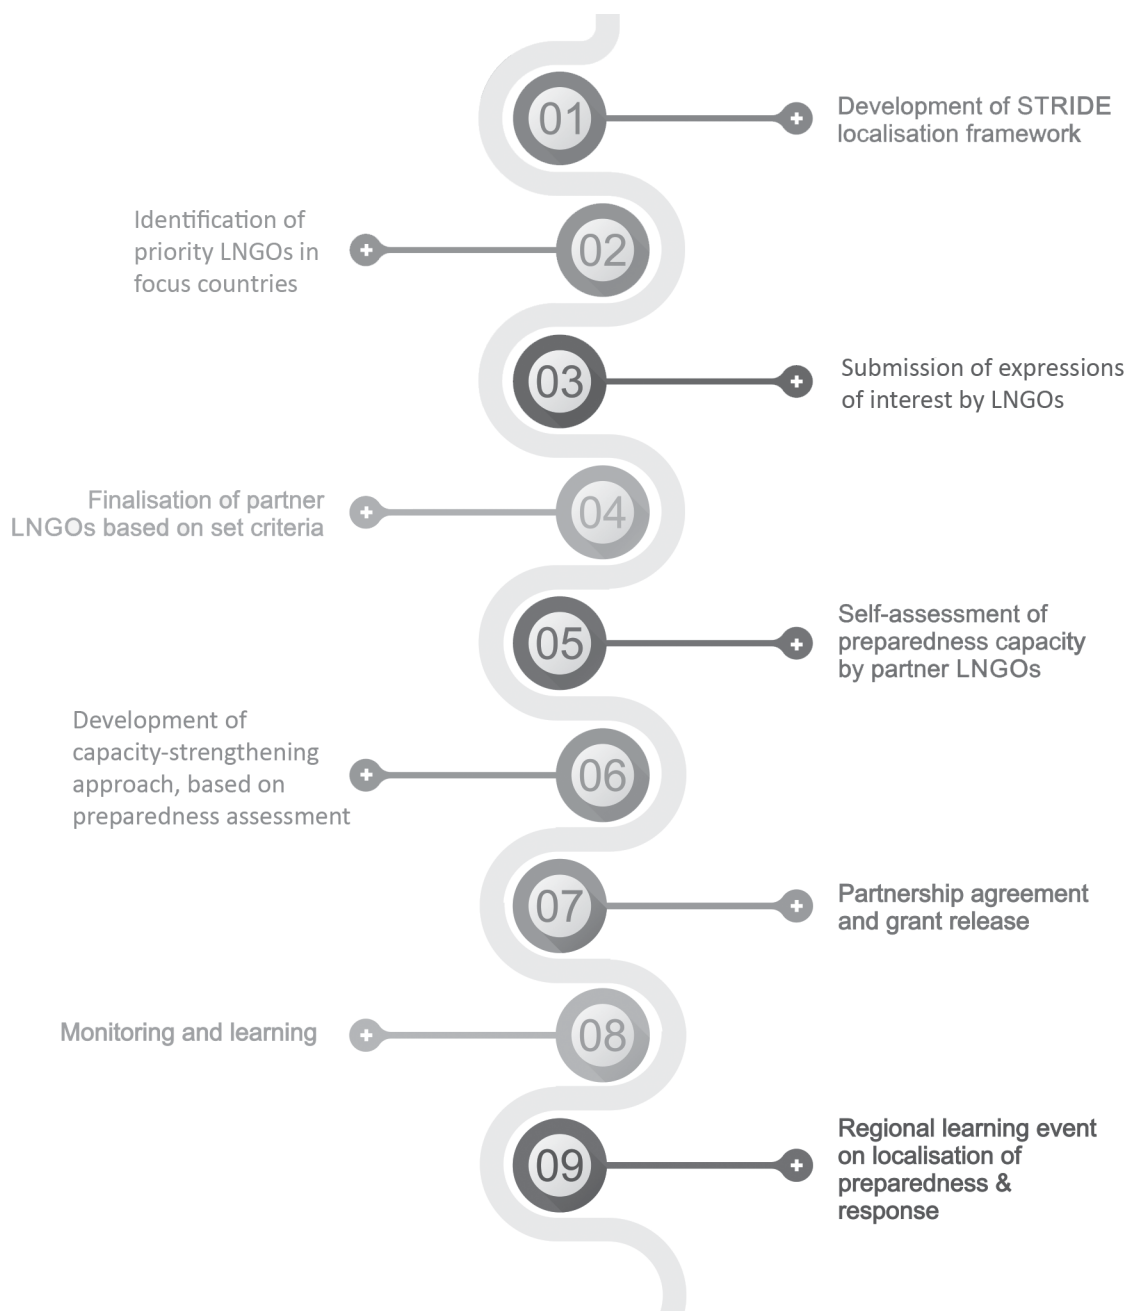 01
Development of STRIDE
localisation framework
Identification of
priority LNGOs in
focus countries
02
03
Submission of expressions
of interest by LNGOs
Finalisation of partner
LNGOs based on set criteria
04
05
Self-assessment of
preparedness capacity
by partner LNGOs
Development of
capacity-strengthening
approach, based on
preparedness assessment
06
07
Partnership agreement
and grant release
Monitoring and learning
08
09
Regional learning event
on localisation of
preparedness &
response